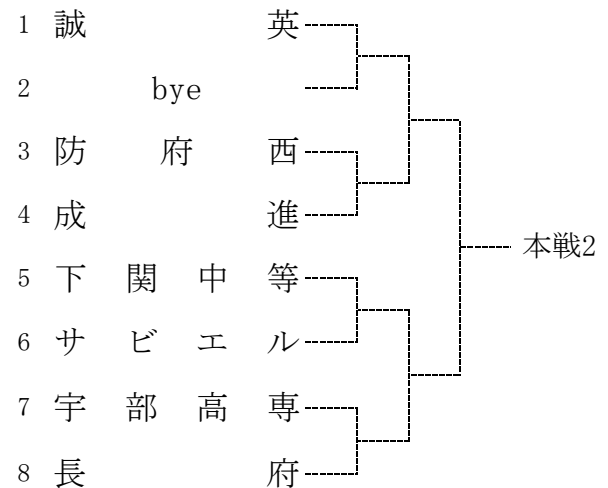 1 誠英
2 bye
3 防府西
4 成進
5 下関中等
6 サビエル
7 宇部高専
8 長府
本戦2